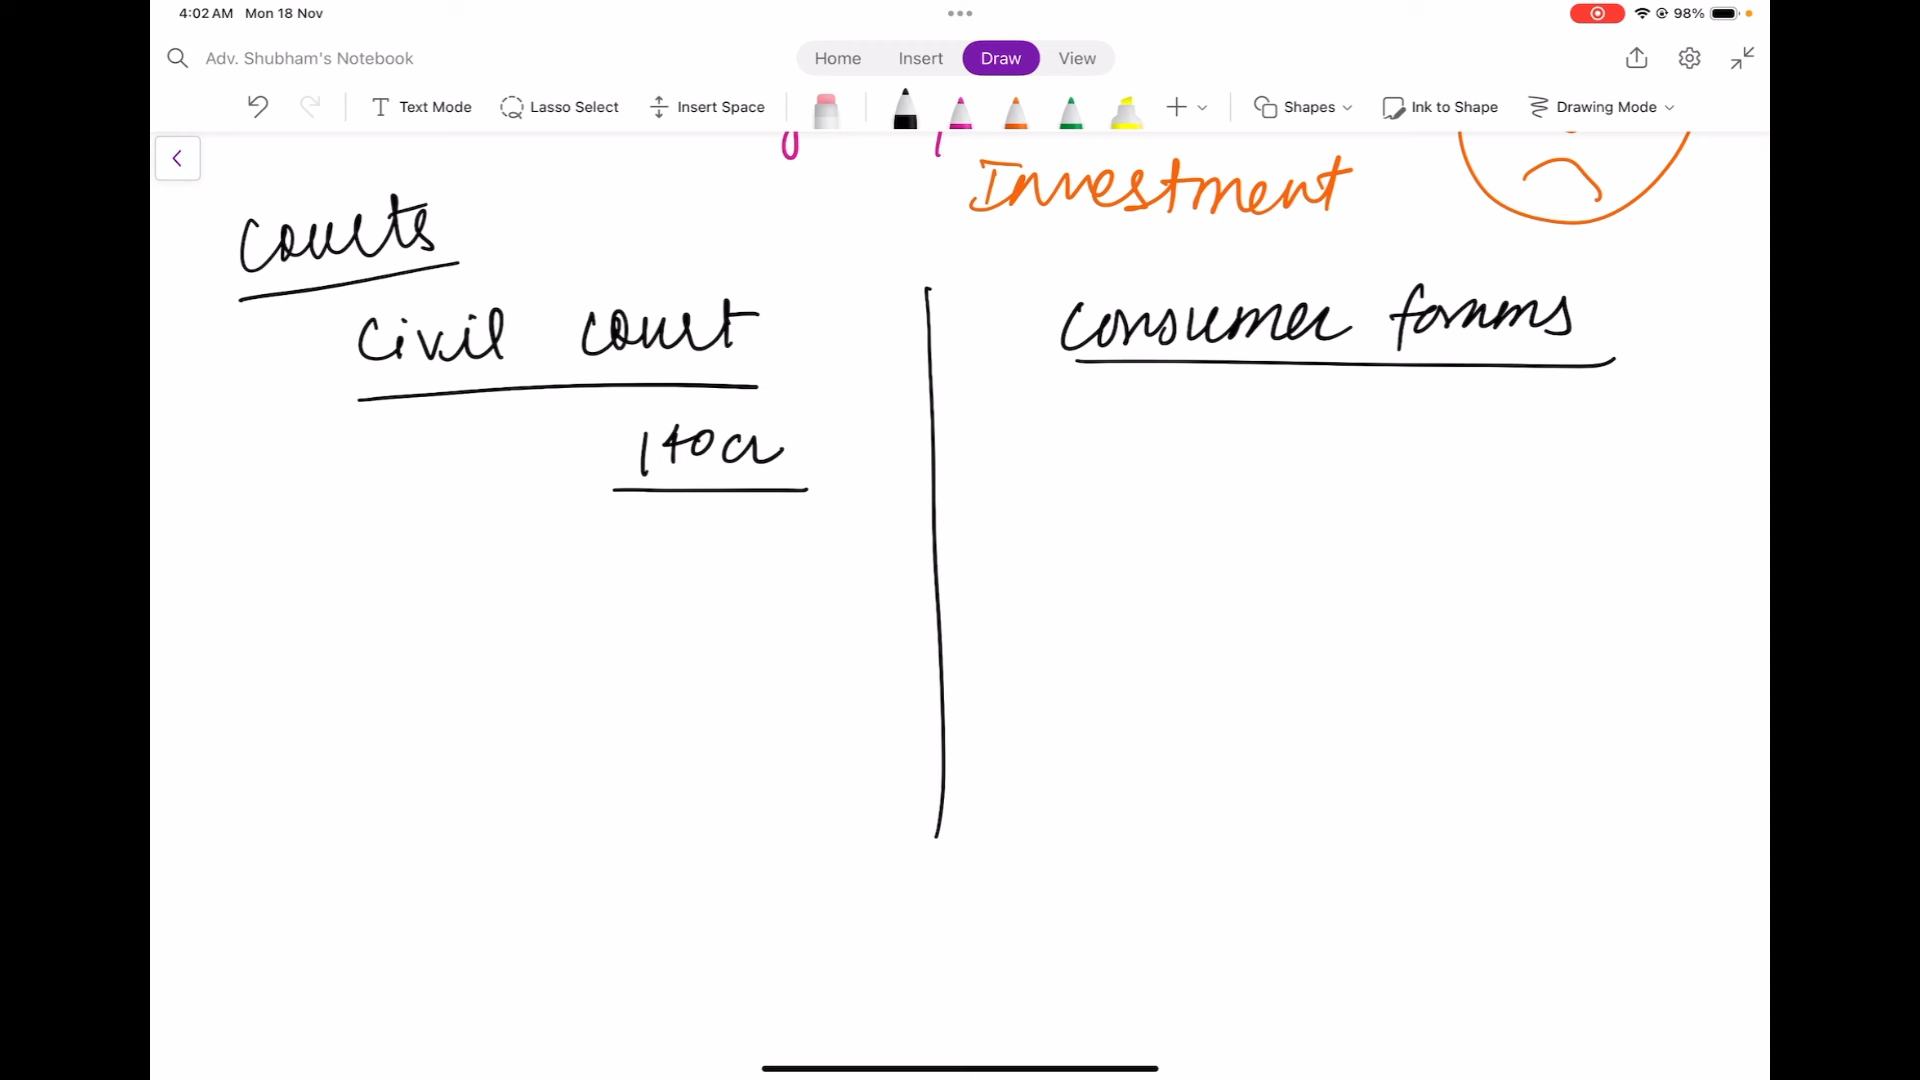 4:02 AM Mon 18 Nov
98%
Adv. Shubham's Notebook
Home Insert Draw View
Text Mode Lasso Select Insert Space Shapes Ink to Shape Drawing Mode
Investment
Courts
Civil Court
Consumer forums
140cr